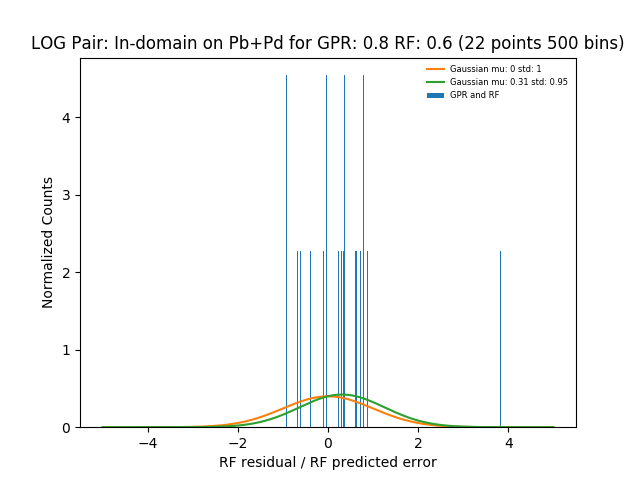 LOG Pair: In-domain on Pb+Pd for GPR: 0.8 RF: 0.6 (22 points 500 bins)
Gaussian mu: 0 std: 1
Gaussian mu: 0.31 std: 0.95
GPR and RF
Normalized Counts
4
3
2
1
0
−4 −2 0 2 4
RF residual / RF predicted error